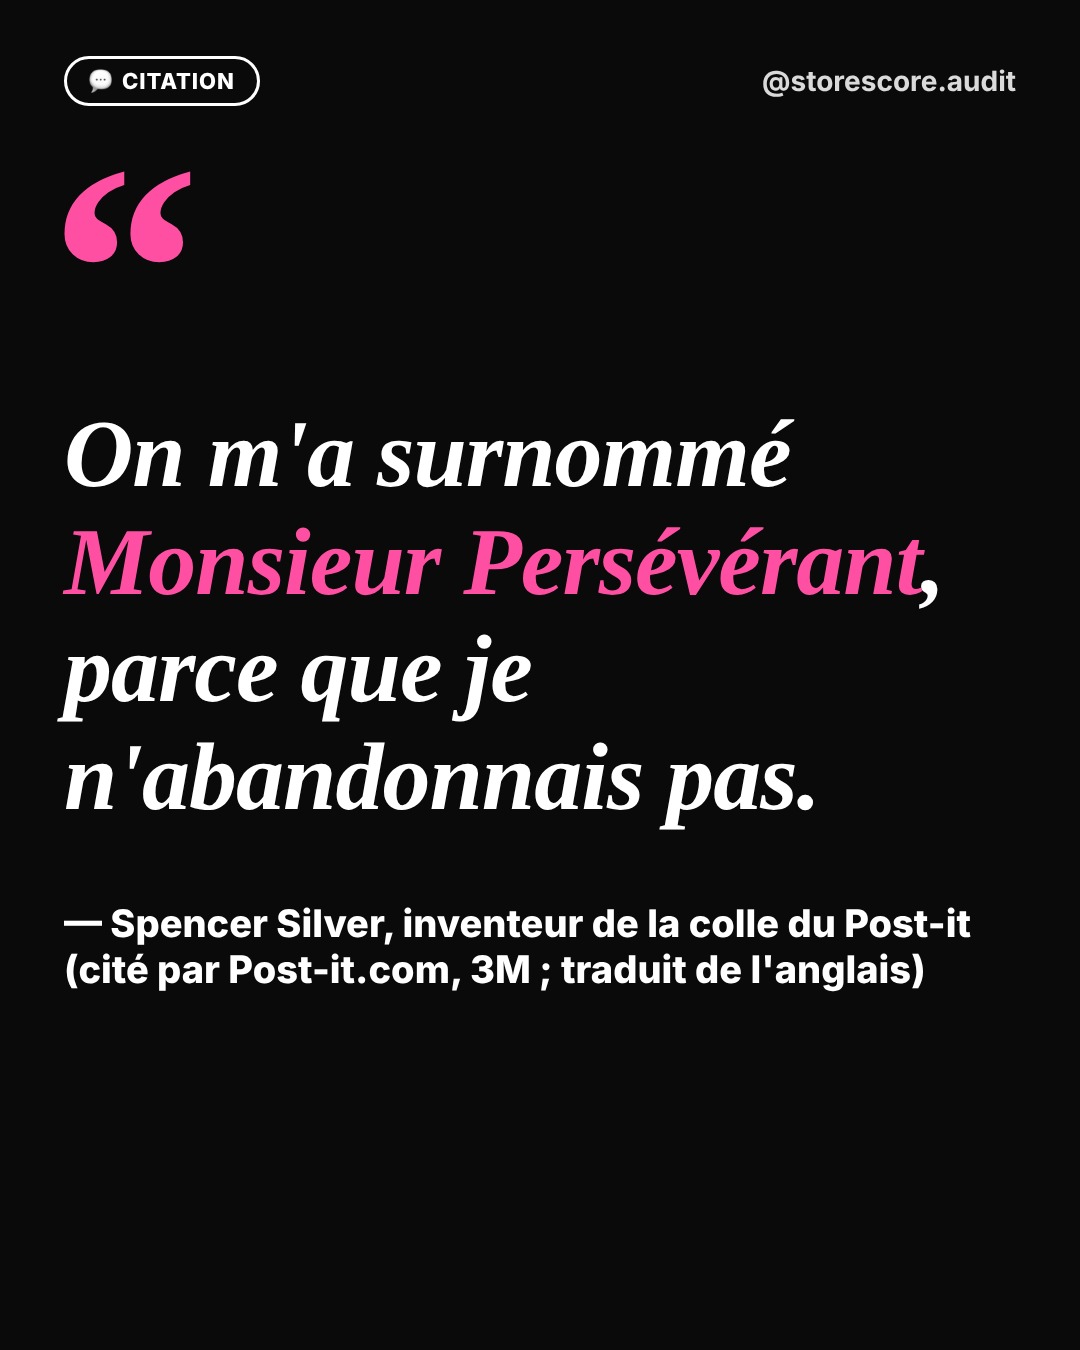 💬 CITATION
@storescore.audit
“
On m'a surnommé
Monsieur Persévérant,
parce que je
n'abandonnais pas.
— Spencer Silver, inventeur de la colle du Post-it
(cité par Post-it.com, 3M ; traduit de l'anglais)